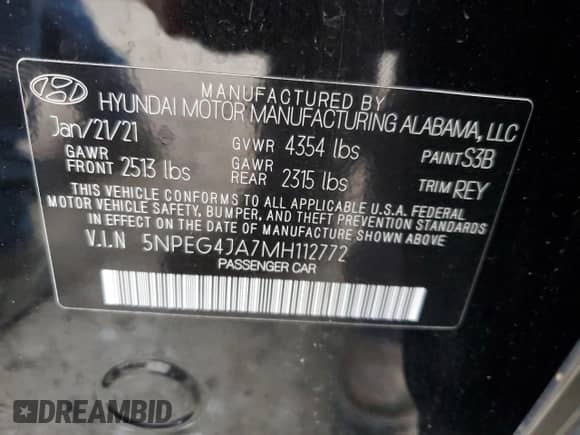 MANUFACTURED BY
HYUNDAI MOTOR MANUFACTURING ALABAMA, LLC
Jan/21/21 GVWR 4354 lbs PAINT S3B
GAWR FRONT 2513 lbs GAWR REAR 2315 lbs TRIM REY
THIS VEHICLE CONFORMS TO ALL APPLICABLE U.S.A FEDERAL
MOTOR VEHICLE SAFETY, BUMPER, AND THEFT PREVENTION STANDARDS
IN EFFECT ON THE DATE OF MANUFACTURE SHOWN ABOVE.
V.I.N 5NPEG4JA7MH112772
PASSENGER CAR
DREAMBID